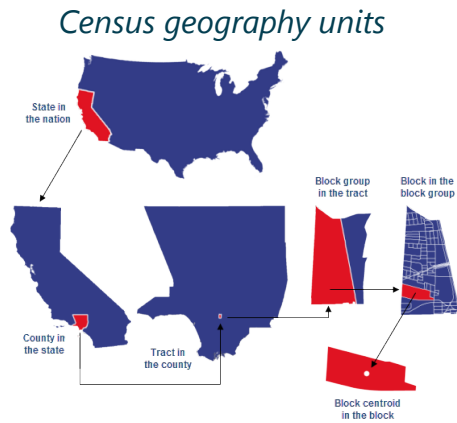 Census geography units
State in
the nation
Block group
in the tract
Block in the
block group
County in
the state
Tract in
the county
Block centroid
in the block